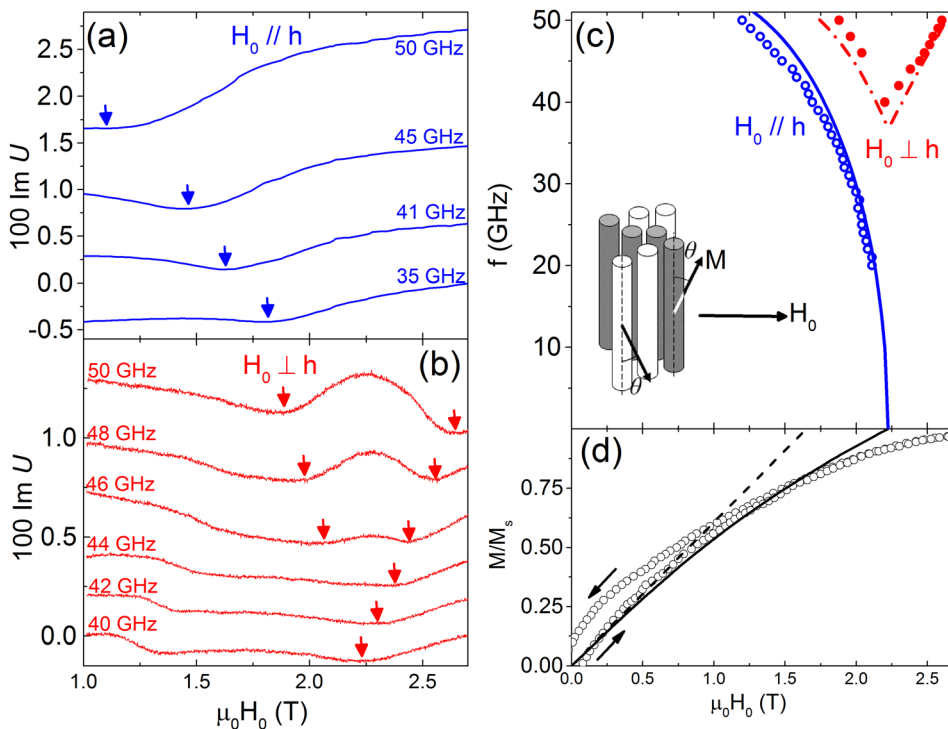 (a)
H₀ // h
50 GHz
45 GHz
41 GHz
35 GHz
100 Im U
2.5
2.0
1.5
1.0
0.5
0.0
-0.5
(b)
H₀ ⊥ h
50 GHz
48 GHz
46 GHz
44 GHz
42 GHz
40 GHz
100 Im U
1.0
0.5
0.0
1.0 1.5 2.0 2.5
μ₀H₀ (T)
(c)
H₀ // h
H₀ ⊥ h
f (GHz)
50
40
30
20
10
θ
M
H₀
θ
(d)
M/Mₛ
0.75
0.50
0.25
0.00
0.0 0.5 1.0 1.5 2.0 2.5
μ₀H₀ (T)